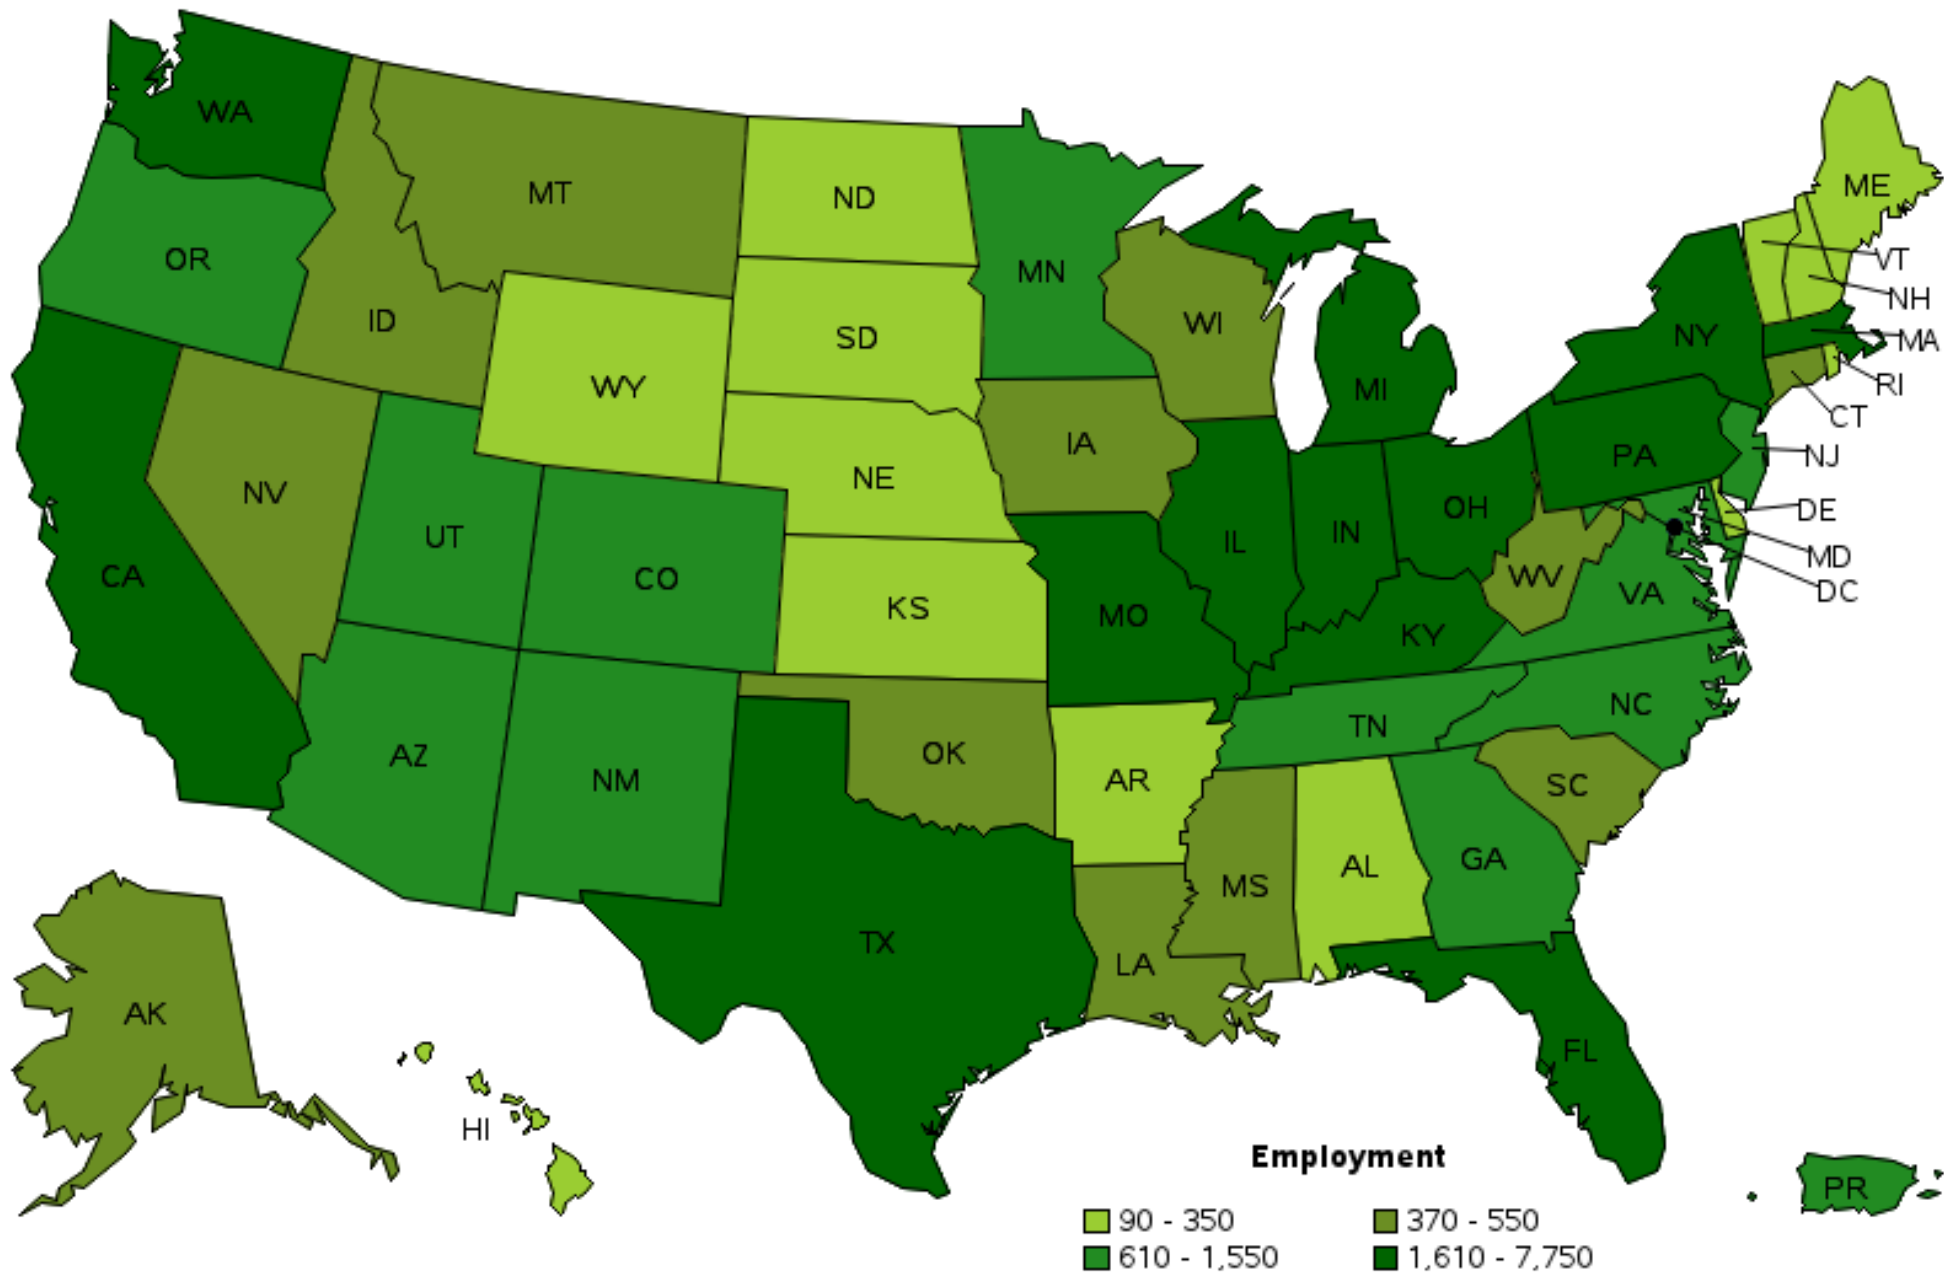 WA
MT
ND
ME
OR
MN
VT
ID
WI
NH
SD
NY
MA
WY
MI
RI
CT
IA
NV
NE
PA
NJ
OH
DE
UT
IL
IN
MD
CA
CO
WV
DC
KS
VA
MO
KY
NC
TN
AZ
OK
NM
AR
SC
GA
AL
MS
TX
LA
AK
FL
HI
PR
Employment
90 - 350 370 - 550
610 - 1,550 1,610 - 7,750